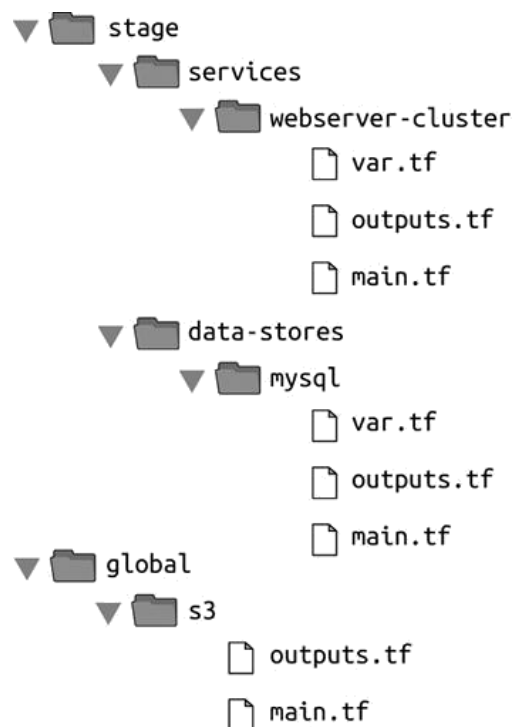 stage
services
webserver-cluster
var.tf
outputs.tf
main.tf
data-stores
mysql
var.tf
outputs.tf
main.tf
global
s3
outputs.tf
main.tf